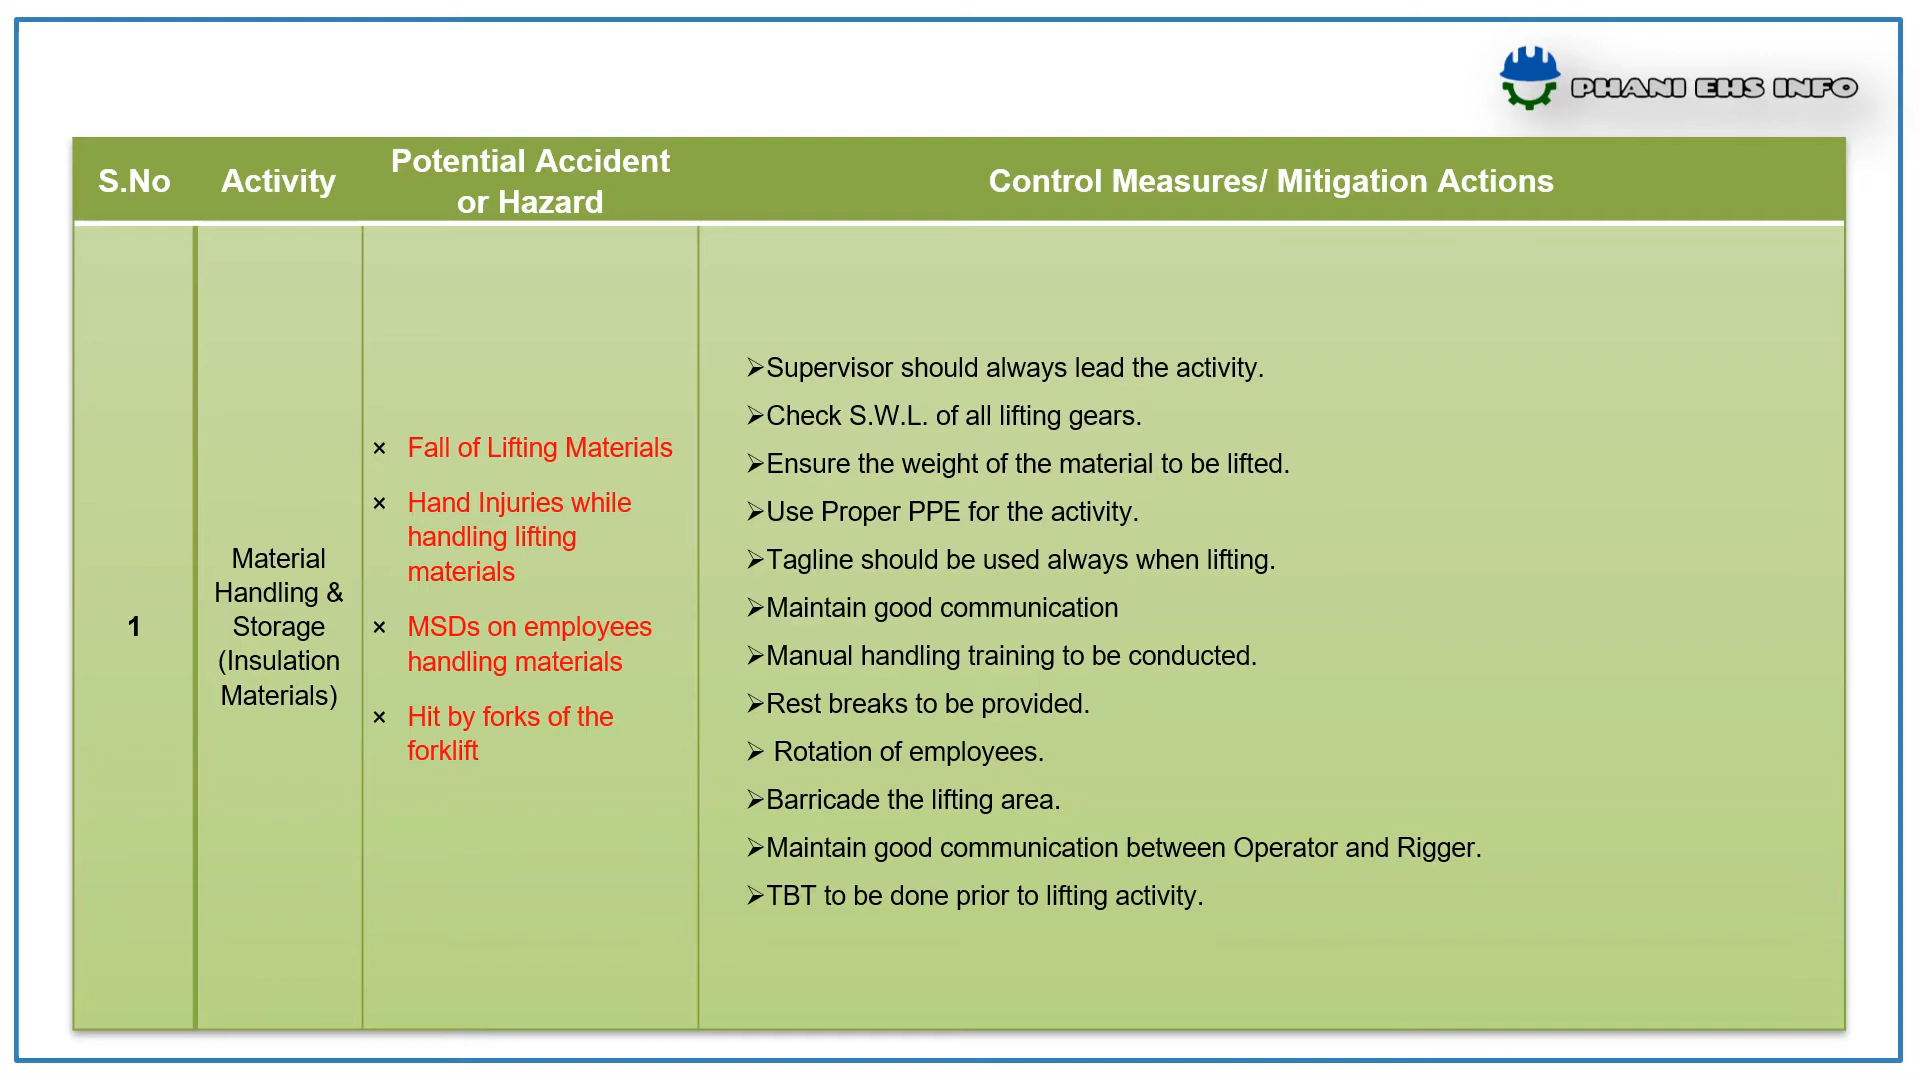 PHANI EHS INFO
S.No
Activity
Potential Accident
or Hazard
Control Measures/ Mitigation Actions
1
Material
Handling &
Storage
(Insulation
Materials)
× Fall of Lifting Materials
× Hand Injuries while
handling lifting
materials
× MSDs on employees
handling materials
× Hit by forks of the
forklift
➢Supervisor should always lead the activity.
➢Check S.W.L. of all lifting gears.
➢Ensure the weight of the material to be lifted.
➢Use Proper PPE for the activity.
➢Tagline should be used always when lifting.
➢Maintain good communication
➢Manual handling training to be conducted.
➢Rest breaks to be provided.
➢ Rotation of employees.
➢Barricade the lifting area.
➢Maintain good communication between Operator and Rigger.
➢TBT to be done prior to lifting activity.